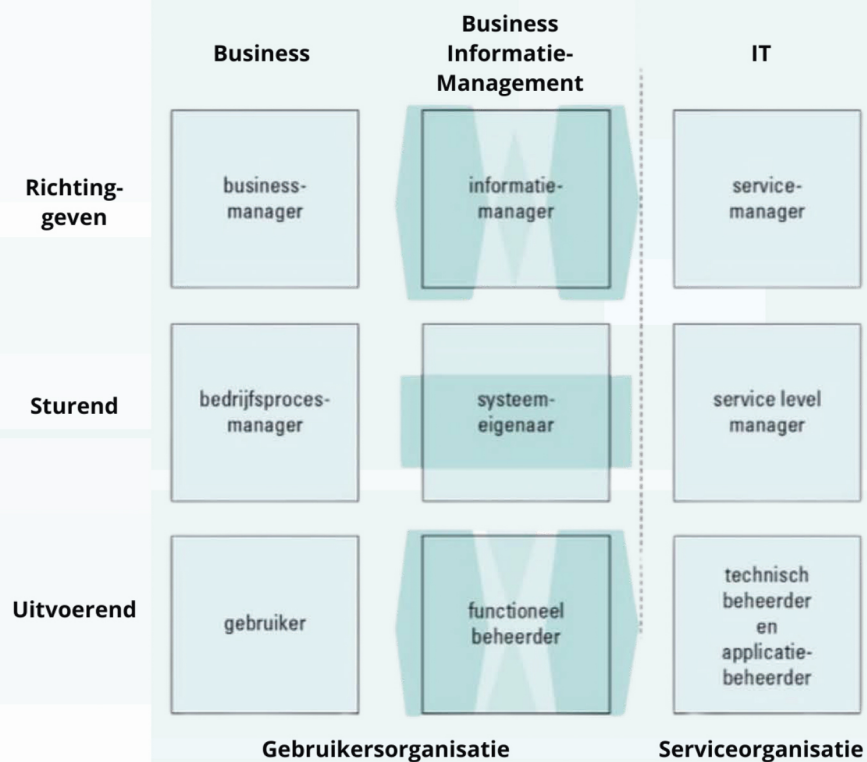 Business
Business
Informatie-
Management
IT
Richting-
geven
business-
manager
informatie-
manager
service-
manager
Sturend
bedrijfsproces-
manager
systeem-
eigenaar
service level
manager
Uitvoerend
gebruiker
functioneel
beheerder
technisch
beheerder
en
applicatie-
beheerder
Gebruikersorganisatie
Serviceorganisatie